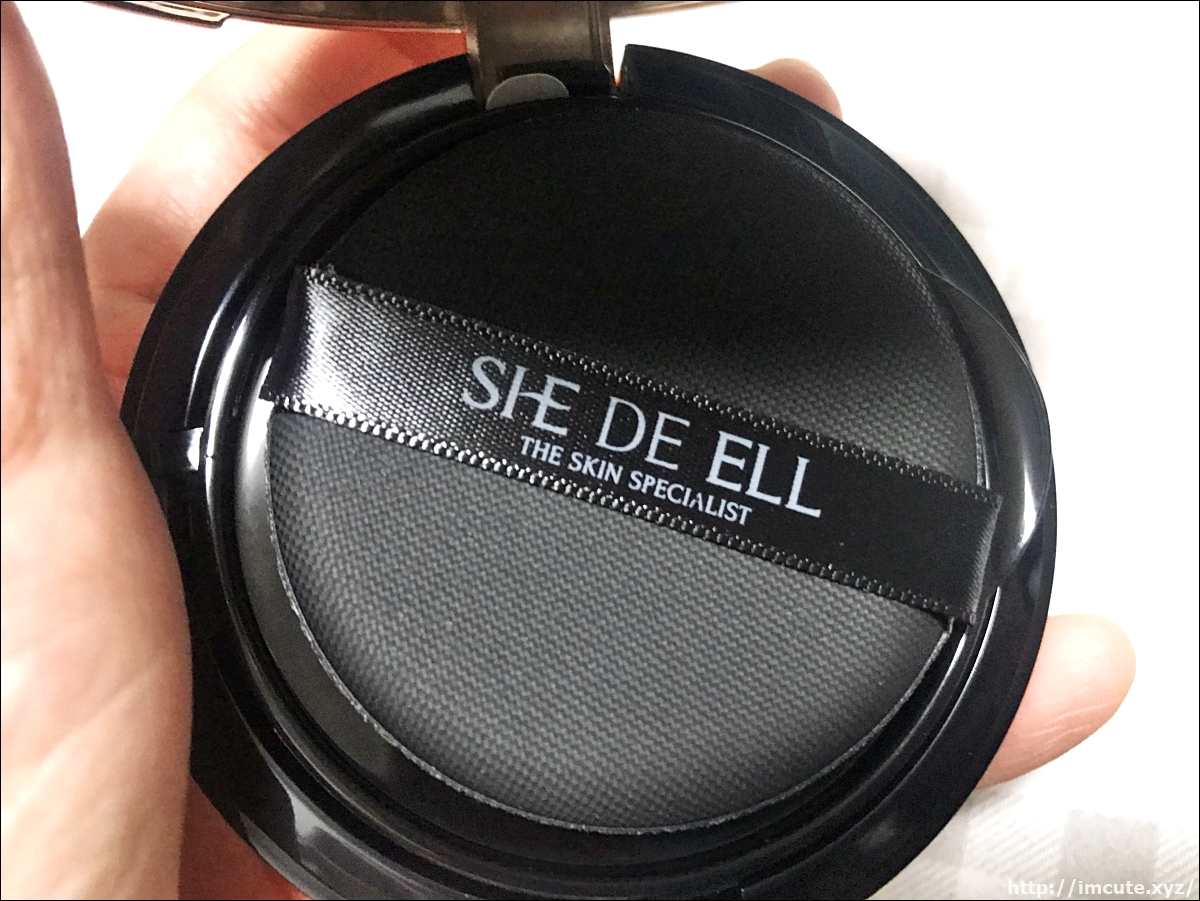 SHE DE ELL
THE SKIN SPECIALIST
http://imcute.xyz/